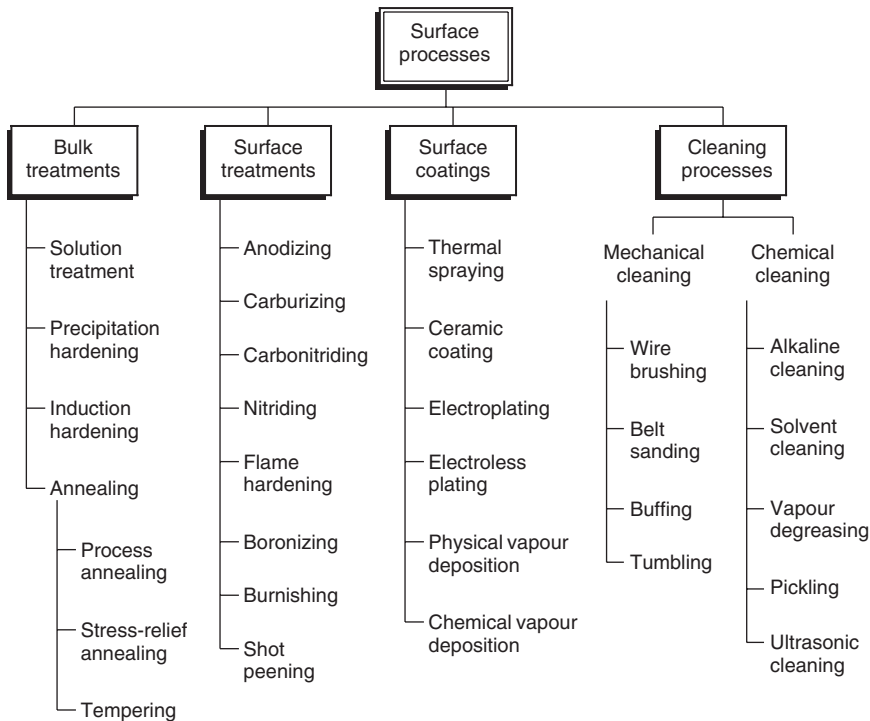 Surface
processes
Bulk
treatments
Surface
treatments
Surface
coatings
Cleaning
processes
Solution
treatment
Precipitation
hardening
Induction
hardening
Annealing
Process
annealing
Stress-relief
annealing
Tempering
Anodizing
Carburizing
Carbonitriding
Nitriding
Flame
hardening
Boronizing
Burnishing
Shot
peening
Thermal
spraying
Ceramic
coating
Electroplating
Electroless
plating
Physical vapour
deposition
Chemical vapour
deposition
Mechanical
cleaning
Wire
brushing
Belt
sanding
Buffing
Tumbling
Chemical
cleaning
Alkaline
cleaning
Solvent
cleaning
Vapour
degreasing
Pickling
Ultrasonic
cleaning